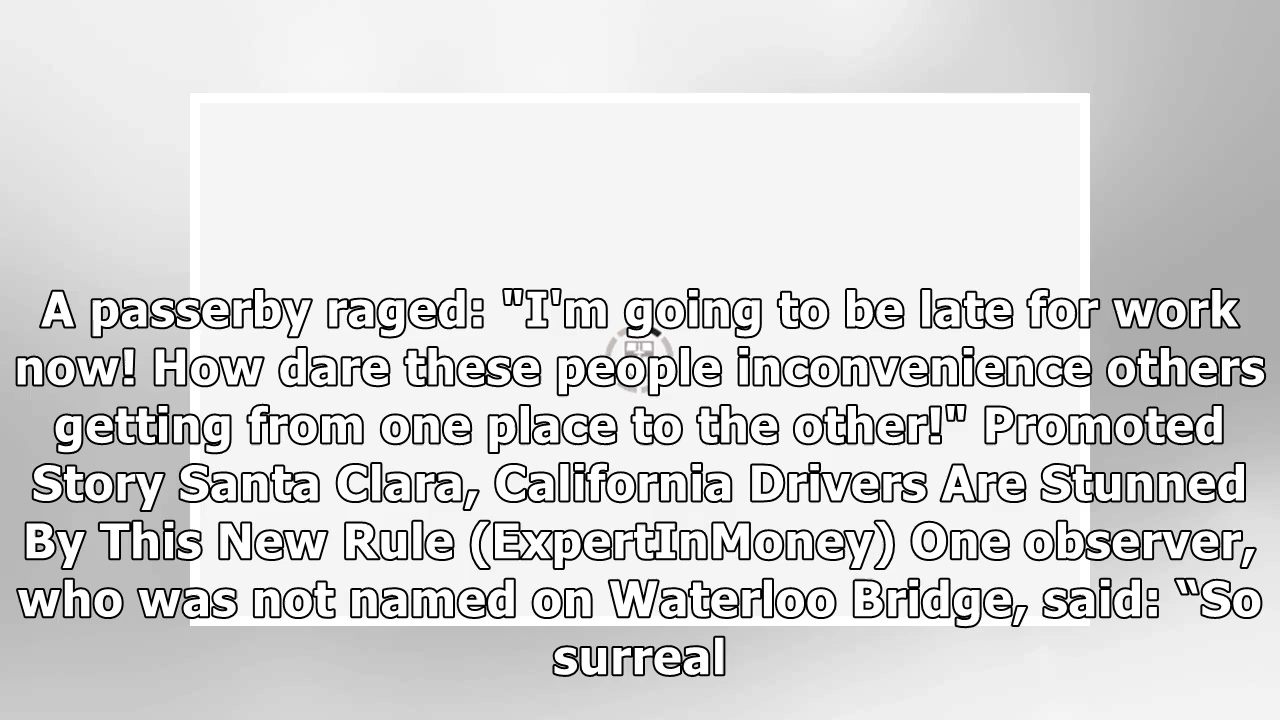 A passerby raged: "I'm going to be late for work
now! How dare these people inconvenience others
getting from one place to the other!" Promoted
Story Santa Clara, California Drivers Are Stunned
By This New Rule (ExpertInMoney) One observer,
who was not named on Waterloo Bridge, said: “So
surreal